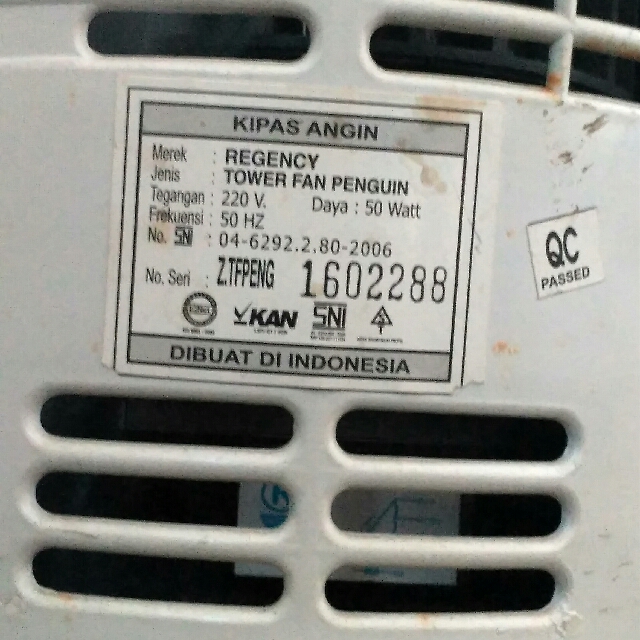 KIPAS ANGIN
Merek : REGENCY
Jenis : TOWER FAN PENGUIN
Tegangan : 220 V. Daya : 50 Watt
Frekuensi : 50 HZ
No. SNI : 04-6292.2.80-2006
No. Seri : Z.TFPENG 1602288
KAN SNI
DIBUAT DI INDONESIA
QC
PASSED